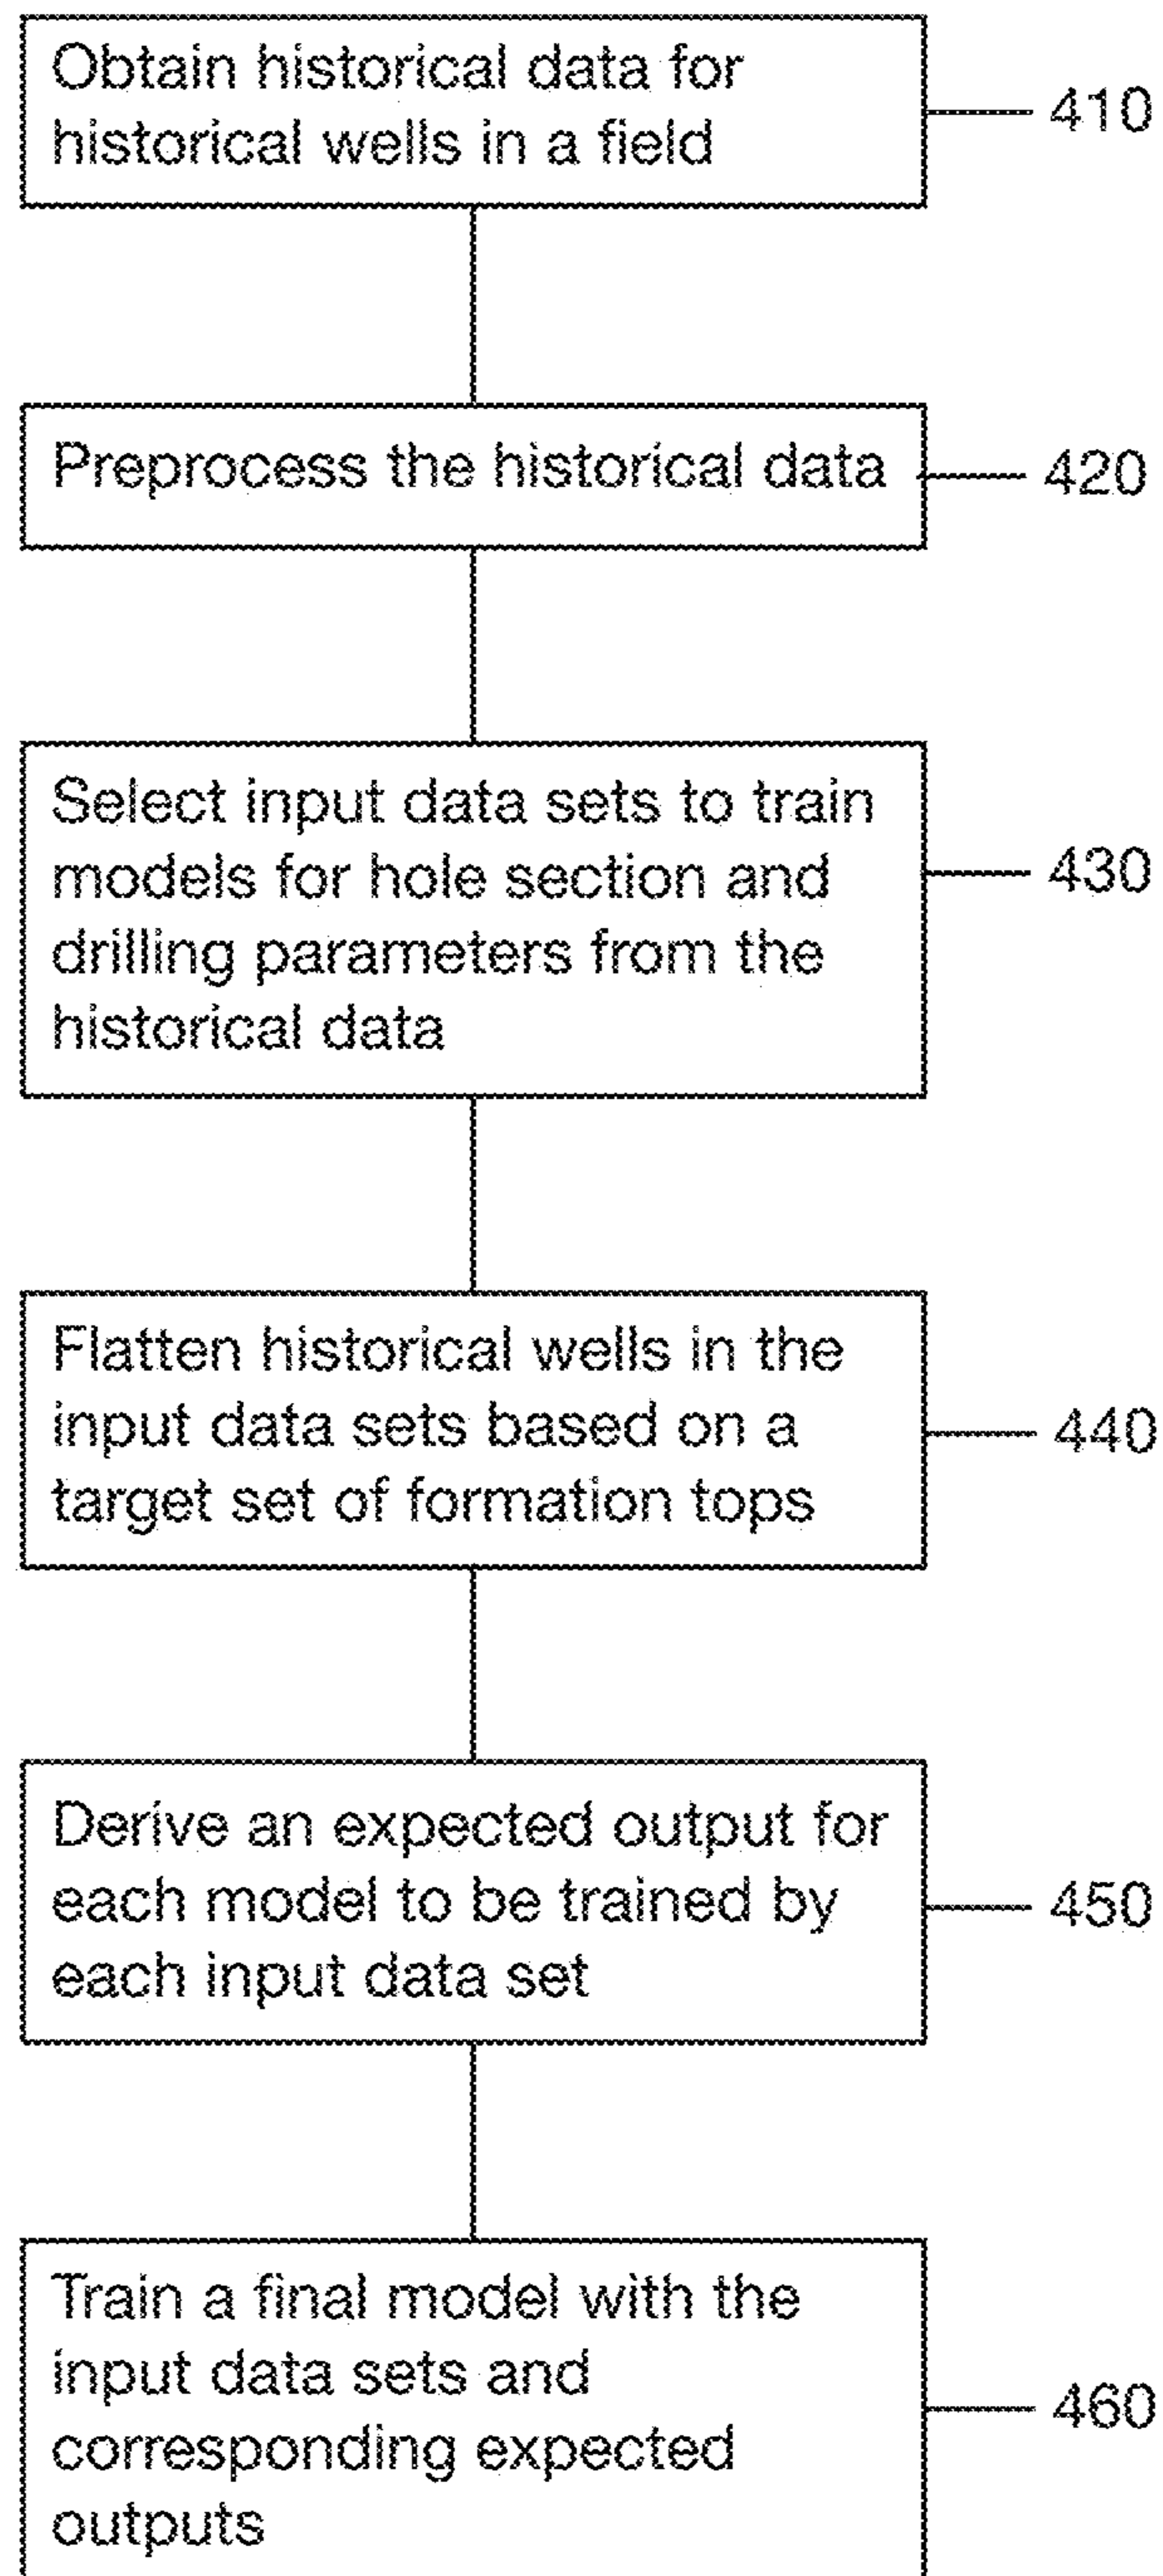 Obtain historical data for
historical wells in a field
410
Preprocess the historical data
420
Select input data sets to train
models for hole section and
drilling parameters from the
historical data
430
Flatten historical wells in the
input data sets based on a
target set of formation tops
440
Derive an expected output for
each model to be trained by
each input data set
450
Train a final model with the
input data sets and
corresponding expected
outputs
460